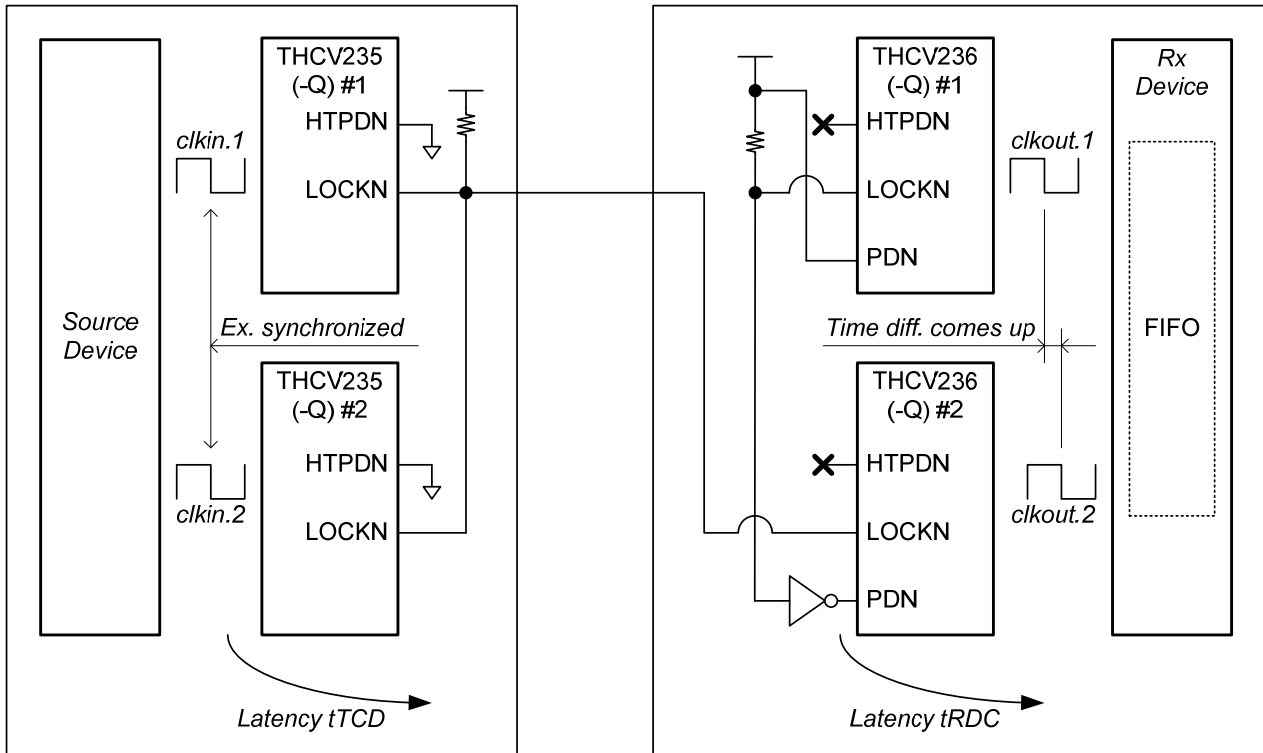 THCV235
(-Q) #1
HTPDN
LOCKN
clkin.1
Source
Device
Ex. synchronized
THCV235
(-Q) #2
HTPDN
LOCKN
clkin.2
Latency tTCD
THCV236
(-Q) #1
HTPDN
LOCKN
PDN
clkout.1
Rx
Device
Time diff. comes up
FIFO
THCV236
(-Q) #2
HTPDN
LOCKN
PDN
clkout.2
Latency tRDC